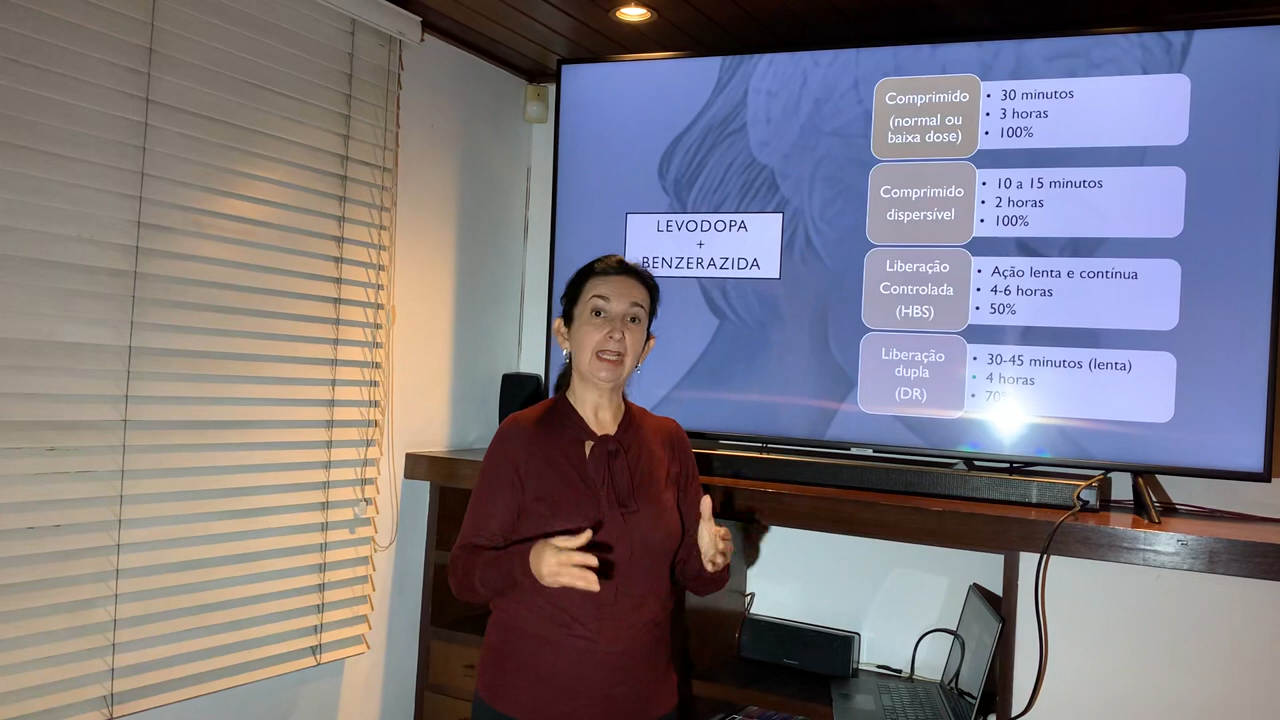 LEVODOPA
+
BENZERAZIDA
Comprimido
(normal ou
baixa dose)
• 30 minutos
• 3 horas
• 100%
Comprimido
dispersível
• 10 a 15 minutos
• 2 horas
• 100%
Liberação
Controlada
(HBS)
• Ação lenta e contínua
• 4-6 horas
• 50%
Liberação
dupla
(DR)
• 30-45 minutos (lenta)
• 4 horas